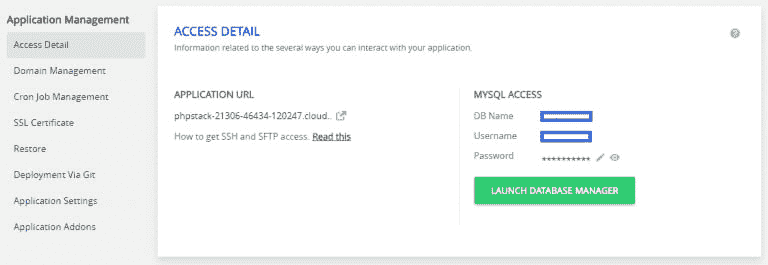 Application Management
Access Detail
Domain Management
Cron Job Management
SSL Certificate
Restore
Deployment Via Git
Application Settings
Application Addons
ACCESS DETAIL
Information related to the several ways you can interact with your application.
APPLICATION URL
phpstack-21306-46434-120247.cloud..
How to get SSH and SFTP access. Read this
MYSQL ACCESS
DB Name
Username
Password **********
LAUNCH DATABASE MANAGER